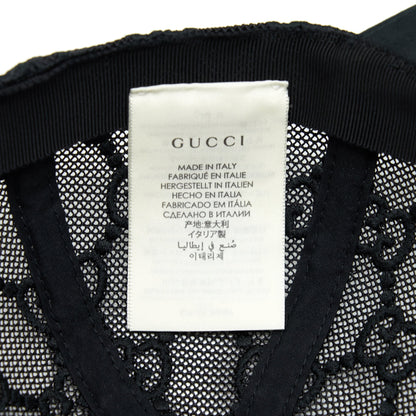 GUCCI
MADE IN ITALY
FABRIQUÉ EN ITALIE
HERGESTELLT IN ITALIEN
HECHO EN ITALIA
FABRICADO EM ITÁLIA
СДЕЛАНО В ИТАЛИИ
产地:意大利
イタリア製
صُنع في إيطاليا
이태리제